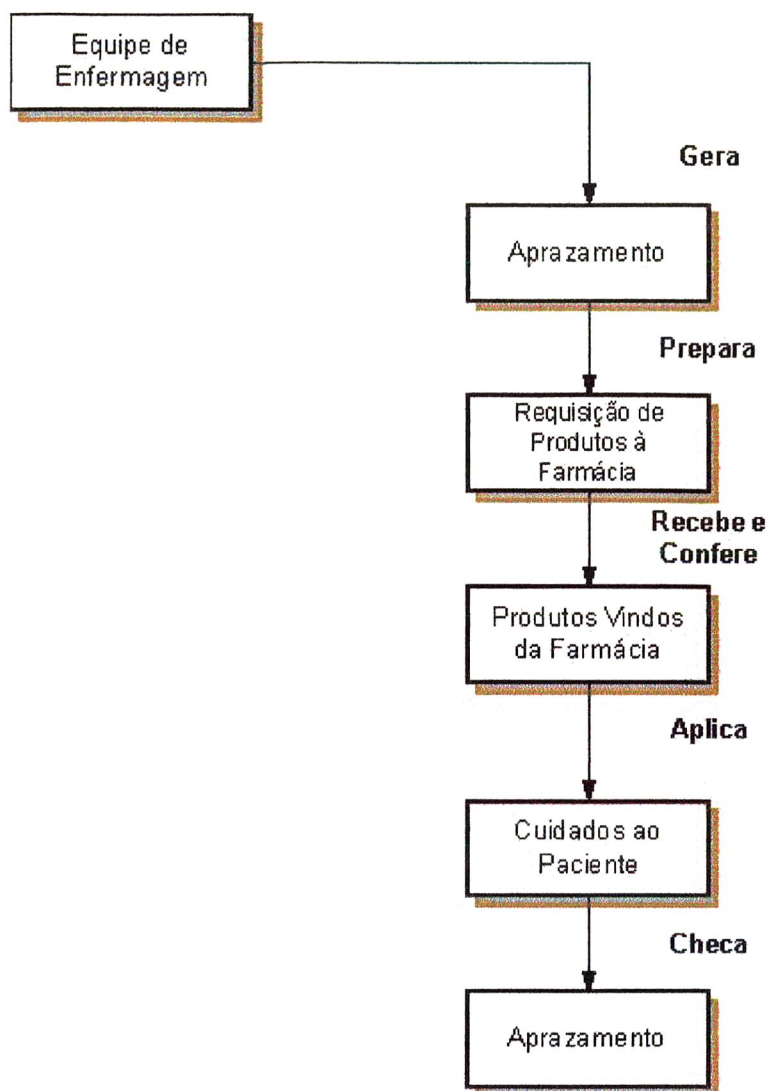 Equipe de
Enfermagem
Gera
Aprazamento
Prepara
Requisição de
Produtos à
Farmácia
Recebe e
Confere
Produtos Vindos
da Farmácia
Aplica
Cuidados ao
Paciente
Checa
Aprazamento